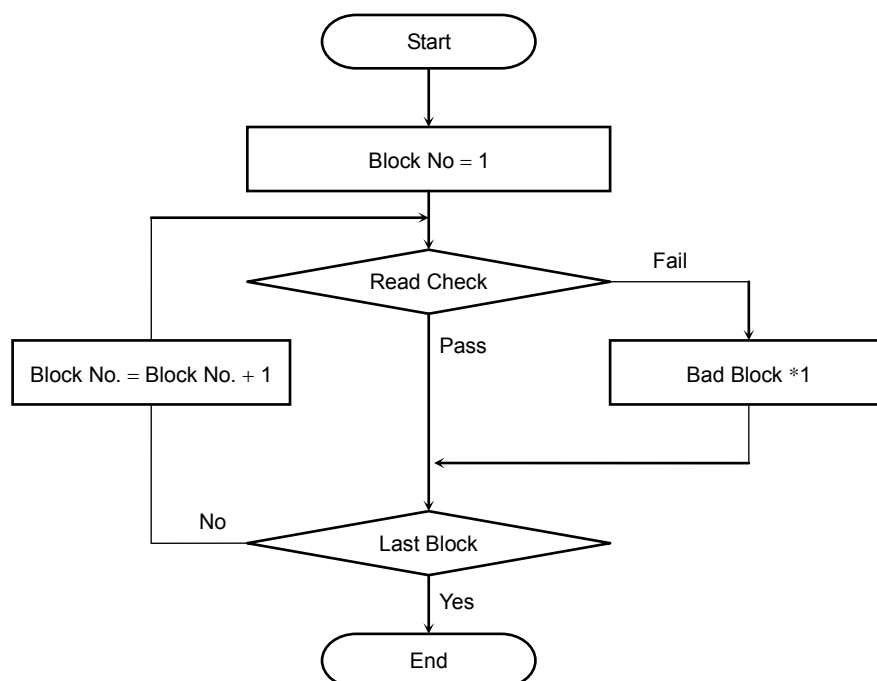 Start
Block No = 1
Read Check
Fail
Pass
Block No. = Block No. + 1
Bad Block *1
No
Last Block
Yes
End